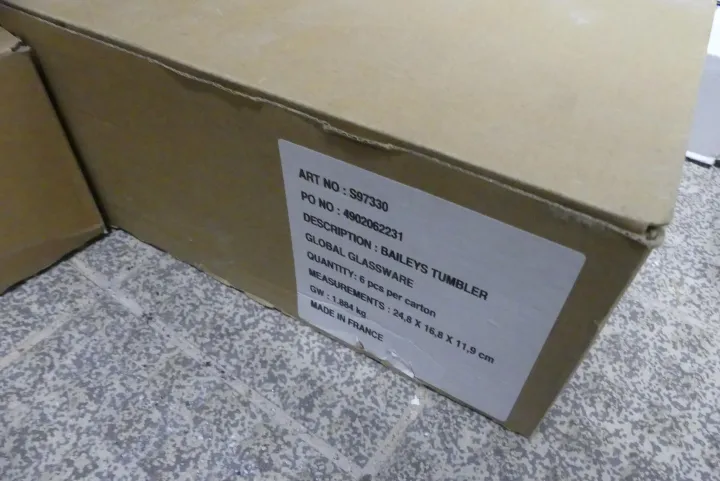 ART NO : S97330
PO NO : 4902062231
DESCRIPTION : BAILEYS TUMBLER
GLOBAL GLASSWARE
QUANTITY: 6 pcs per carton
MEASUREMENTS : 24,8 X 16,8 X 11,9 cm
GW : 1.884 kg
MADE IN FRANCE